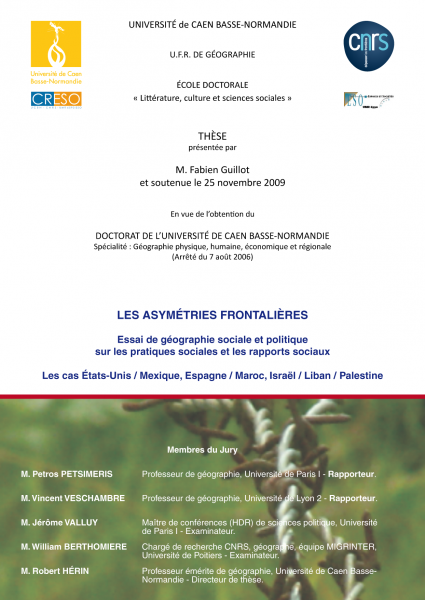 UNIVERSITÉ de CAEN BASSE-NORMANDIE
Université de Caen
Basse-Normandie
CRESO
CNRS
ESO
U.F.R. DE GÉOGRAPHIE
ÉCOLE DOCTORALE
« Littérature, culture et sciences sociales »
THÈSE
présentée par
M. Fabien Guillot
et soutenue le 25 novembre 2009
En vue de l'obtention du
DOCTORAT DE L'UNIVERSITÉ DE CAEN BASSE-NORMANDIE
Spécialité : Géographie physique, humaine, économique et régionale
(Arrêté du 7 août 2006)
LES ASYMÉTRIES FRONTALIÈRES
Essai de géographie sociale et politique
sur les pratiques sociales et les rapports sociaux
Les cas États-Unis / Mexique, Espagne / Maroc, Israël / Liban / Palestine
Membres du Jury
M. Petros PETSIMERIS Professeur de géographie, Université de Paris I - Rapporteur.
M. Vincent VESCHAMBRE Professeur de géographie, Université de Lyon 2 - Rapporteur.
M. Jérôme VALLUY Maître de conférences (HDR) de sciences politique, Université
de Paris I - Examinateur.
M. William BERTHOMIERE Chargé de recherche CNRS, géographe, équipe MIGRINTER,
Université de Poitiers - Examinateur.
M. Robert HÉRIN Professeur émérite de géographie, Université de Caen Basse-
Normandie - Directeur de thèse.